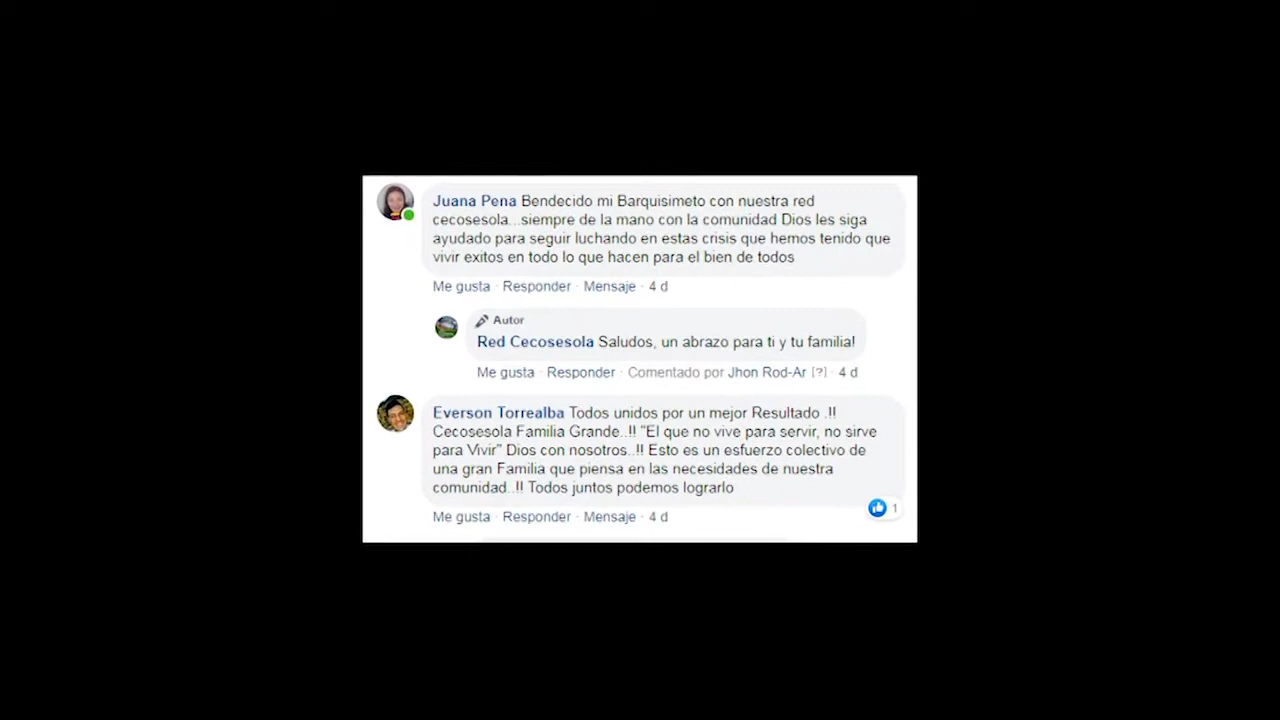 Juana Pena Bendecido mi Barquisimeto con nuestra red
cecosesola...siempre de la mano con la comunidad Dios les siga
ayudado para seguir luchando en estas crisis que hemos tenido que
vivir exitos en todo lo que hacen para el bien de todos
Me gusta · Responder · Mensaje · 4 d
Autor
Red Cecosesola Saludos, un abrazo para ti y tu familia!
Me gusta · Responder · Comentado por Jhon Rod-Ar [?] · 4 d
Everson Torrealba Todos unidos por un mejor Resultado .!!
Cecosesola Familia Grande..!! "El que no vive para servir, no sirve
para Vivir" Dios con nosotros..!! Esto es un esfuerzo colectivo de
una gran Familia que piensa en las necesidades de nuestra
comunidad..!! Todos juntos podemos lograrlo
1
Me gusta · Responder · Mensaje · 4 d